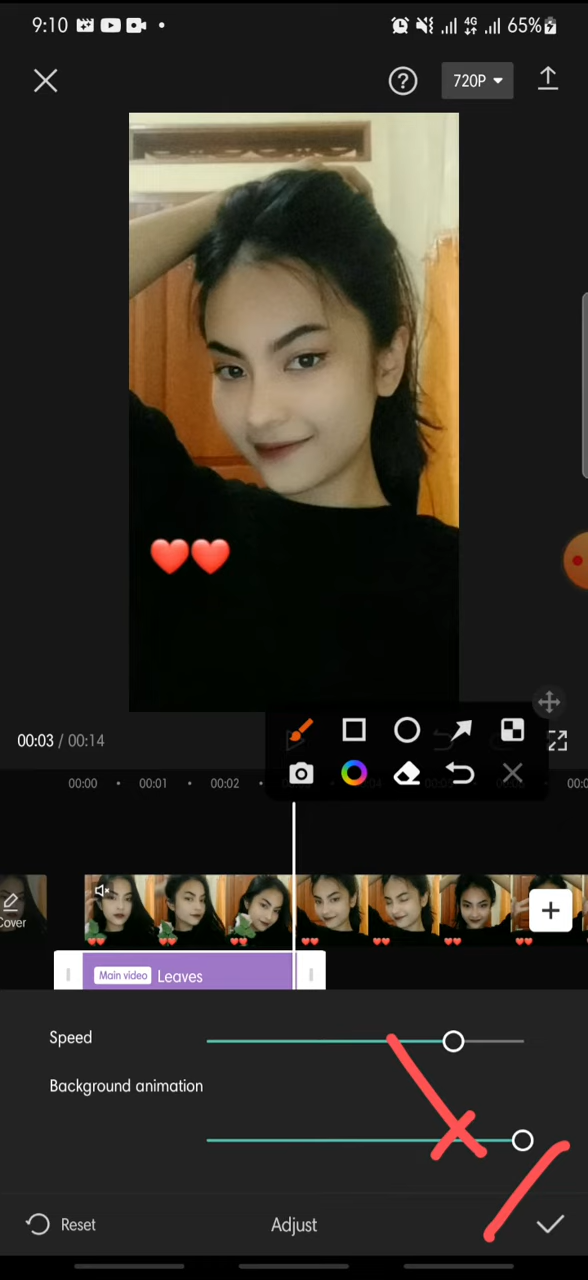 9:10 4G 65%
720P
00:03 / 00:14
00:00 00:01 00:02
Cover
Main video Leaves
Speed
Background animation
Reset Adjust